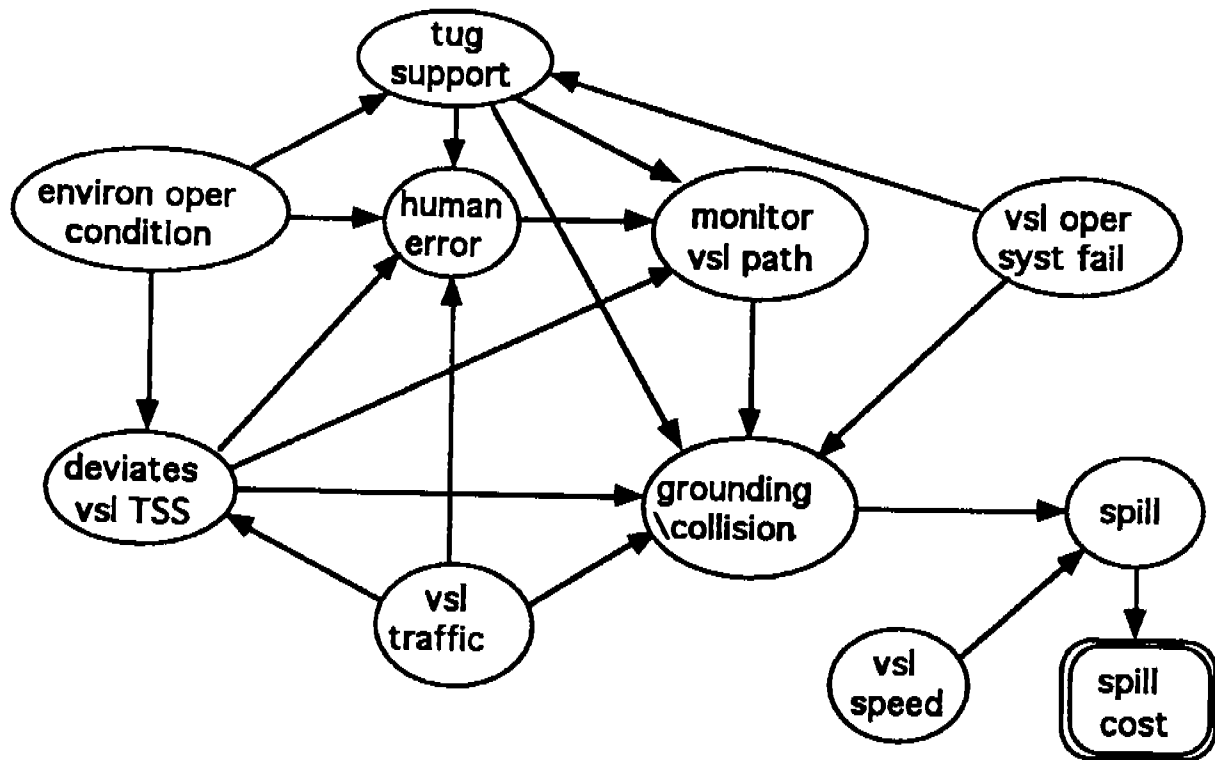 tug
support
environ oper
condition
human
error
monitor
vsl path
vsl oper
syst fail
deviates
vsl TSS
grounding
\collision
spill
vsl
traffic
vsl
speed
spill
cost